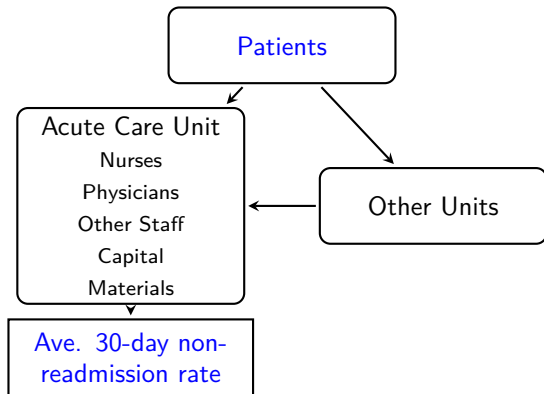 Patients
Acute Care Unit
Nurses
Physicians
Other Staff
Capital
Materials
Other Units
Ave. 30-day non-
readmission rate